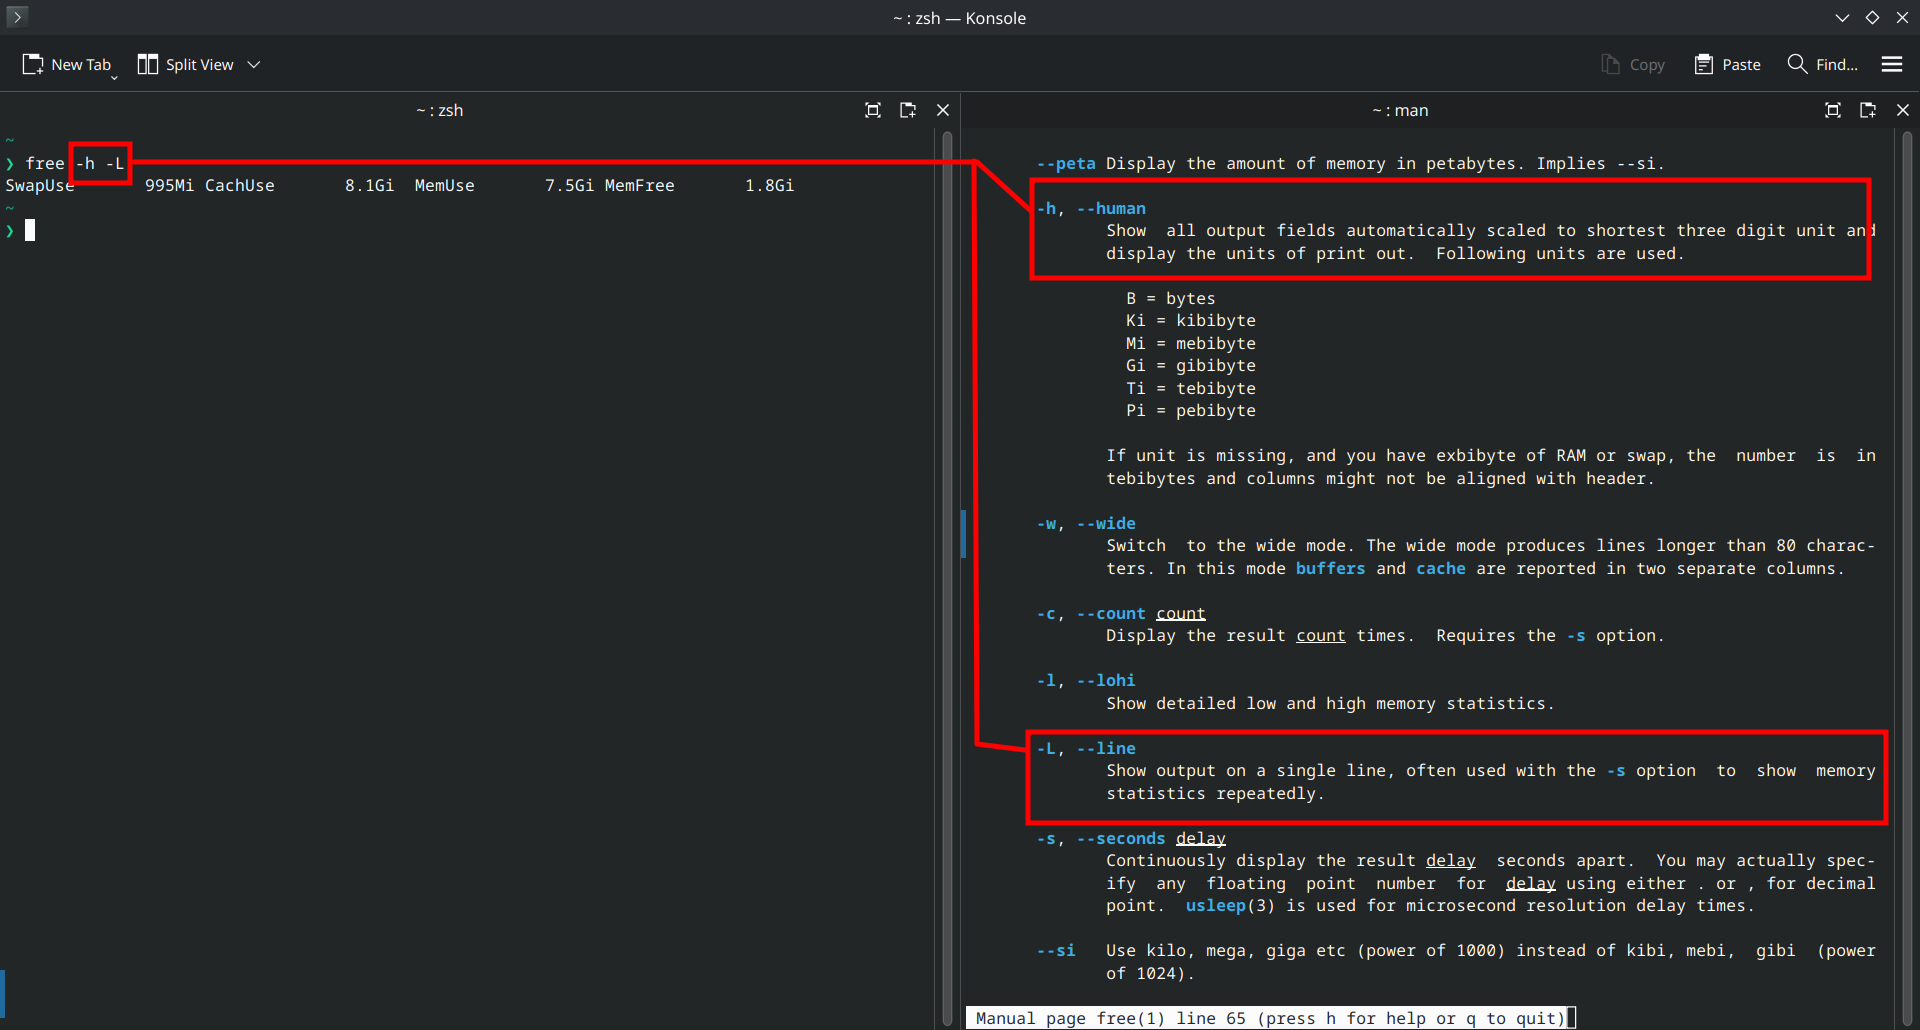 ~ : zsh — Konsole
New Tab
Split View
Copy
Paste
Find...
~ : zsh
~
❯ free -h -L
SwapUse       995Mi CachUse       8.1Gi  MemUse       7.5Gi MemFree       1.8Gi
~
❯
~ : man
--peta Display the amount of memory in petabytes. Implies --si.
-h, --human
Show  all output fields automatically scaled to shortest three digit unit and
display the units of print out.  Following units are used.
B = bytes
Ki = kibibyte
Mi = mebibyte
Gi = gibibyte
Ti = tebibyte
Pi = pebibyte
If unit is missing, and you have exbibyte of RAM or swap, the  number  is  in
tebibytes and columns might not be aligned with header.
-w, --wide
Switch  to the wide mode. The wide mode produces lines longer than 80 charac-
ters. In this mode buffers and cache are reported in two separate columns.
-c, --count count
Display the result count times.  Requires the -s option.
-l, --lohi
Show detailed low and high memory statistics.
-L, --line
Show output on a single line, often used with the -s option  to  show  memory
statistics repeatedly.
-s, --seconds delay
Continuously display the result delay  seconds apart.  You may actually spec-
ify  any  floating  point  number  for  delay using either . or , for decimal
point.  usleep(3) is used for microsecond resolution delay times.
--si   Use kilo, mega, giga etc (power of 1000) instead of kibi, mebi,  gibi  (power
of 1024).
Manual page free(1) line 65 (press h for help or q to quit)